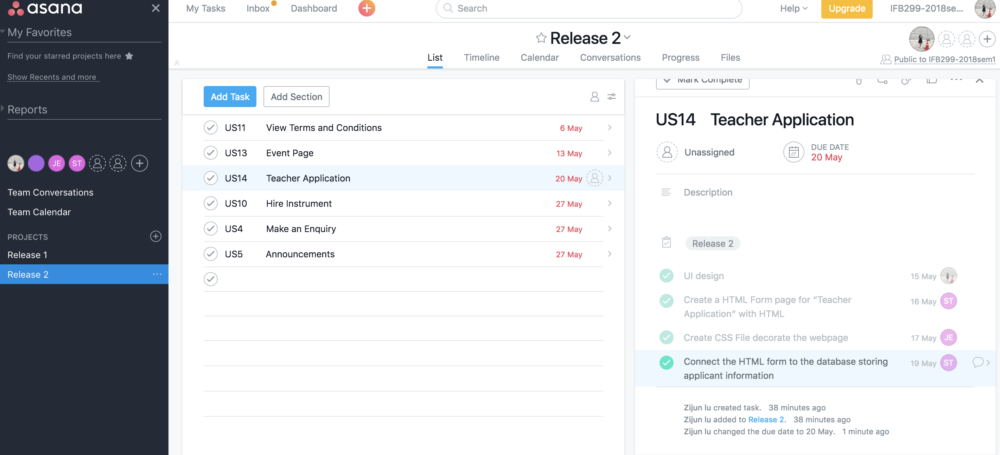 asana
My Tasks
Inbox
Dashboard
Search
Help
Upgrade
IFB299-2018se...
My Favorites
Find your starred projects here
Show Recents and more
Reports
JE
ST
Team Conversations
Team Calendar
PROJECTS
Release 1
Release 2
Release 2
List
Timeline
Calendar
Conversations
Progress
Files
Public to IFB299-2018sem1
Add Task
Add Section
US11 View Terms and Conditions 6 May
US13 Event Page 13 May
US14 Teacher Application 20 May
US10 Hire Instrument 27 May
US4 Make an Enquiry 27 May
US5 Announcements 27 May
Mark Complete
US14 Teacher Application
Unassigned
DUE DATE
20 May
Description
Release 2
UI design 15 May
Create a HTML Form page for “Teacher 16 May ST
Application” with HTML
Create CSS File decorate the webpage 17 May JE
Connect the HTML form to the database storing 19 May ST
applicant information
Zijun lu created task. 38 minutes ago
Zijun lu added to Release 2. 38 minutes ago
Zijun lu changed the due date to 20 May. 1 minute ago